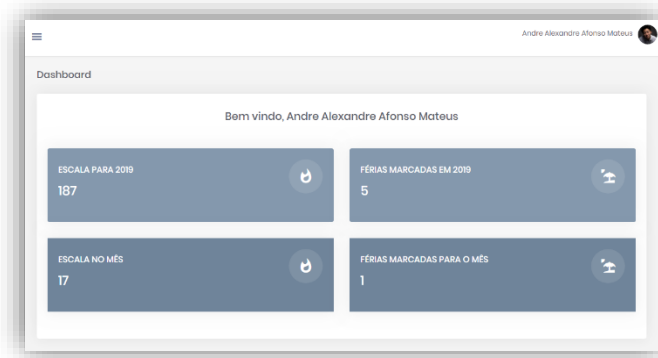 Andre Alexandre Afonso Mateus
Dashboard
Bem vindo, Andre Alexandre Afonso Mateus
ESCALA PARA 2019
187
FÉRIAS MARCADAS EM 2019
5
ESCALA NO MÊS
17
FÉRIAS MARCADAS PARA O MÊS
1